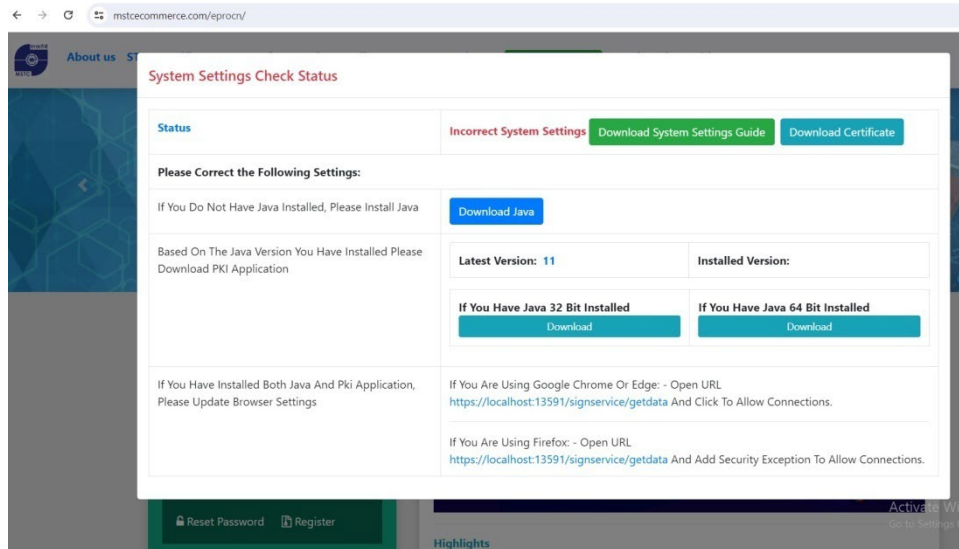 mstcecommerce.com/eprocn/
About us
MSTC
System Settings Check Status
Status
Incorrect System Settings Download System Settings Guide Download Certificate
Please Correct the Following Settings:
If You Do Not Have Java Installed, Please Install Java
Download Java
Based On The Java Version You Have Installed Please
Download PKI Application
Latest Version: 11
Installed Version:
If You Have Java 32 Bit Installed
Download
If You Have Java 64 Bit Installed
Download
If You Have Installed Both Java And Pki Application,
Please Update Browser Settings
If You Are Using Google Chrome Or Edge: - Open URL
https://localhost:13591/signservice/getdata And Click To Allow Connections.
If You Are Using Firefox: - Open URL
https://localhost:13591/signservice/getdata And Add Security Exception To Allow Connections.
Reset Password Register
Activate
Go to Settings
Highlights